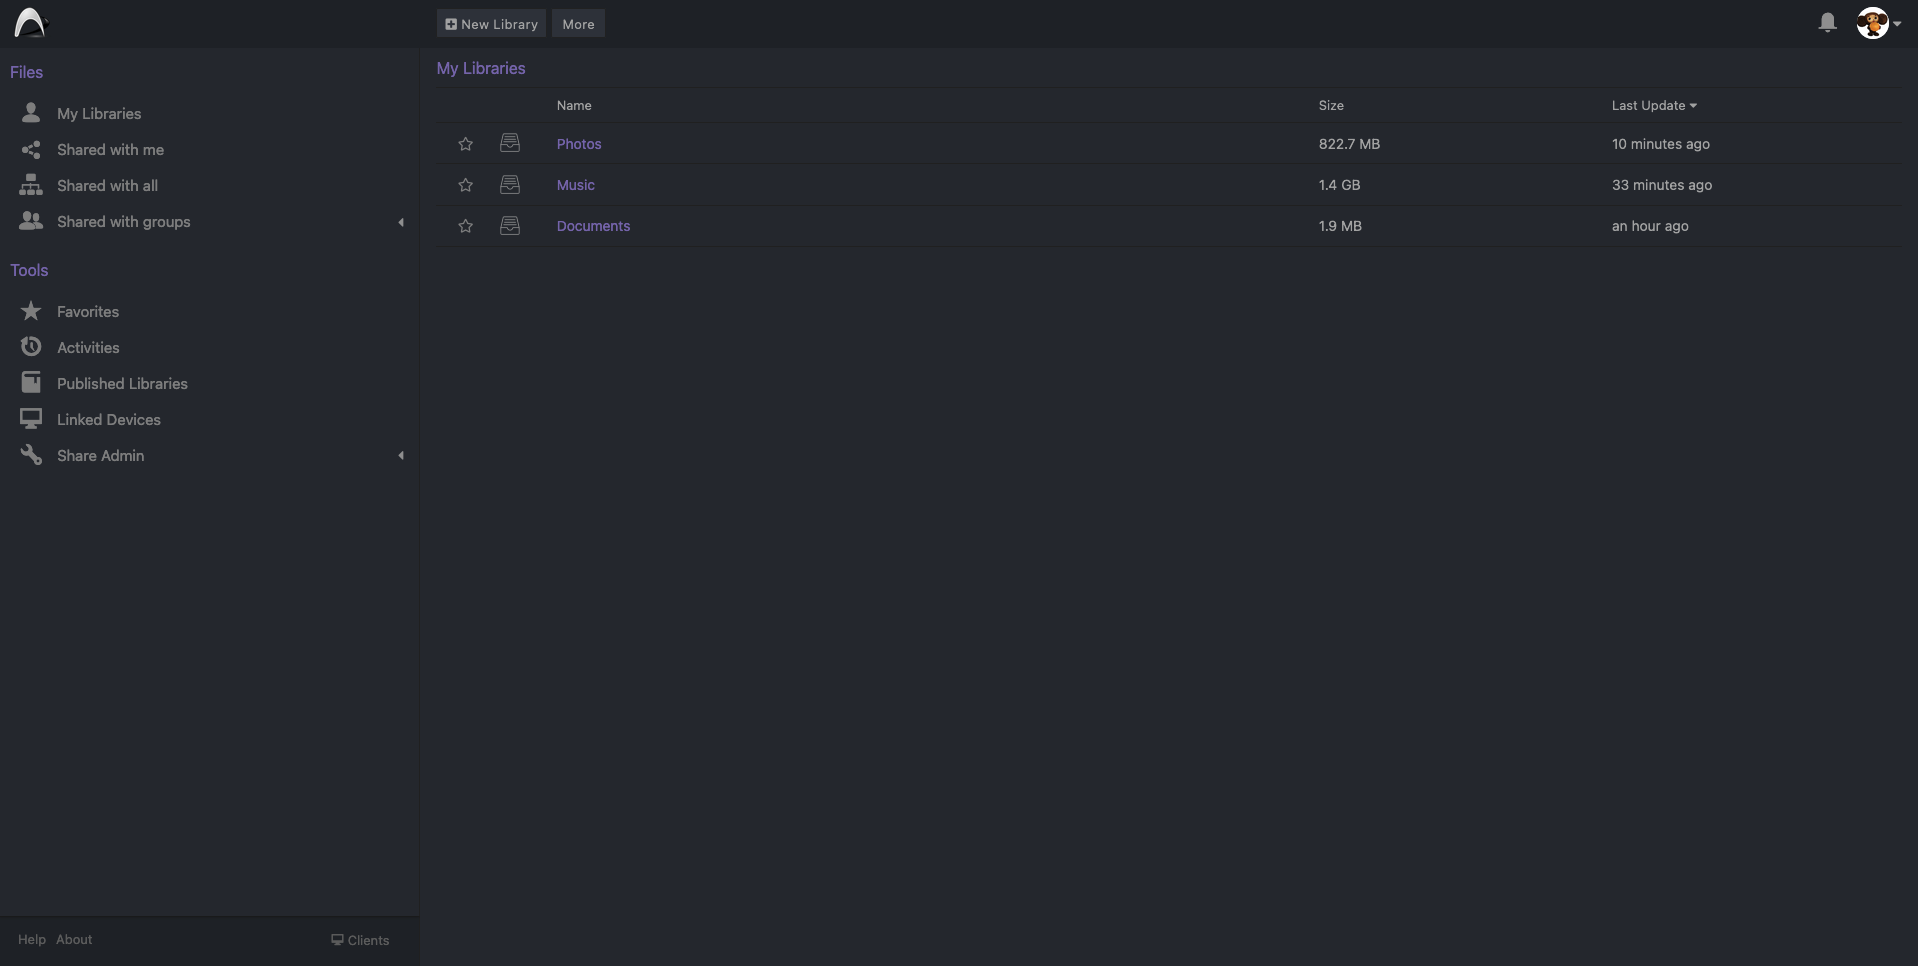 New Library
More
Files
My Libraries
Shared with me
Shared with all
Shared with groups
Tools
Favorites
Activities
Published Libraries
Linked Devices
Share Admin
Help About
Clients
My Libraries
Name Size Last Update
Photos 822.7 MB 10 minutes ago
Music 1.4 GB 33 minutes ago
Documents 1.9 MB an hour ago